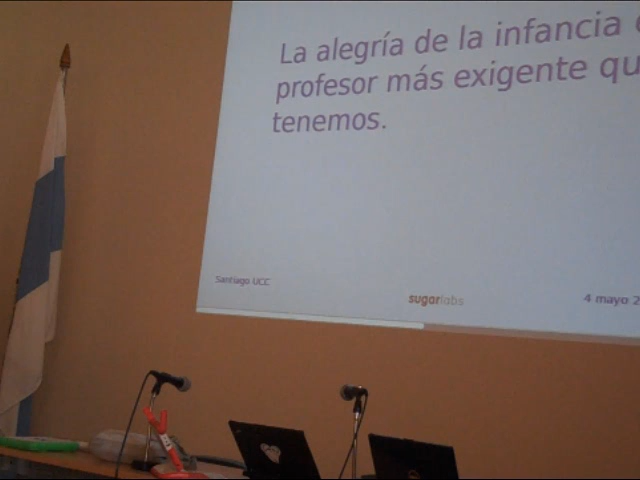 La alegría de la infancia
profesor más exigente qu
tenemos.
Santiago UCC
sugarlabs
4 mayo 2